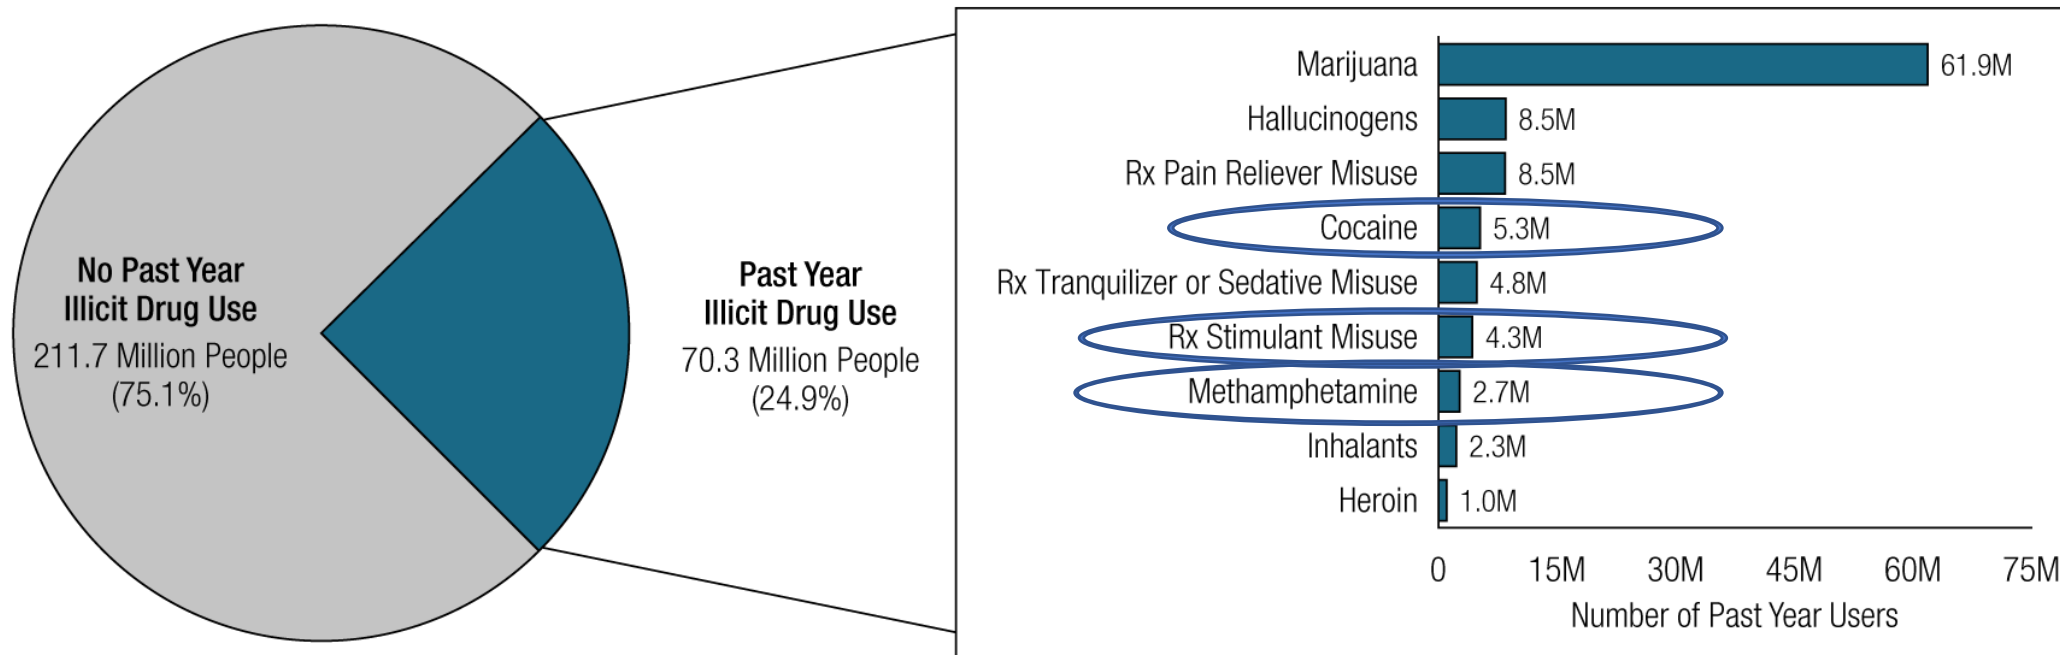 No Past Year
Illicit Drug Use
211.7 Million People
(75.1%)
Past Year
Illicit Drug Use
70.3 Million People
(24.9%)
Marijuana 61.9M
Hallucinogens 8.5M
Rx Pain Reliever Misuse 8.5M
Cocaine 5.3M
Rx Tranquilizer or Sedative Misuse 4.8M
Rx Stimulant Misuse 4.3M
Methamphetamine 2.7M
Inhalants 2.3M
Heroin 1.0M
0 15M 30M 45M 60M 75M
Number of Past Year Users